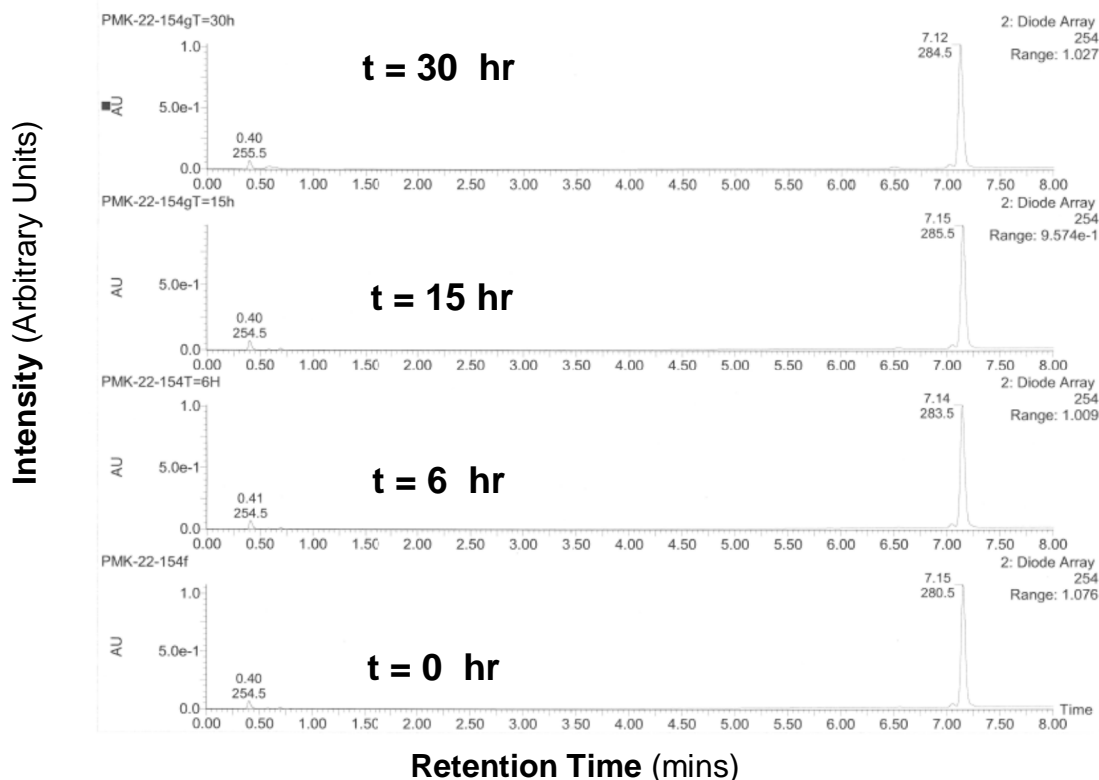 PMK-22-154gT=30h
2: Diode Array
254
Range: 1.027
7.12
284.5
t = 30 hr
1.0
AU
5.0e-1
0.40
255.5
0.0
0.00 0.50 1.00 1.50 2.00 2.50 3.00 3.50 4.00 4.50 5.00 5.50 6.00 6.50 7.00 7.50 8.00
PMK-22-154gT=15h
2: Diode Array
254
Range: 9.574e-1
7.15
285.5
t = 15 hr
AU
5.0e-1
0.40
254.5
0.0
0.00 0.50 1.00 1.50 2.00 2.50 3.00 3.50 4.00 4.50 5.00 5.50 6.00 6.50 7.00 7.50 8.00
PMK-22-154T=6H
2: Diode Array
254
Range: 1.009
7.14
283.5
t = 6 hr
1.0
AU
5.0e-1
0.41
254.5
0.0
0.00 0.50 1.00 1.50 2.00 2.50 3.00 3.50 4.00 4.50 5.00 5.50 6.00 6.50 7.00 7.50 8.00
PMK-22-154f
2: Diode Array
254
Range: 1.076
7.15
280.5
t = 0 hr
1.0
AU
5.0e-1
0.40
254.5
0.0
Time
0.00 0.50 1.00 1.50 2.00 2.50 3.00 3.50 4.00 4.50 5.00 5.50 6.00 6.50 7.00 7.50 8.00
Intensity (Arbitrary Units)
Retention Time (mins)